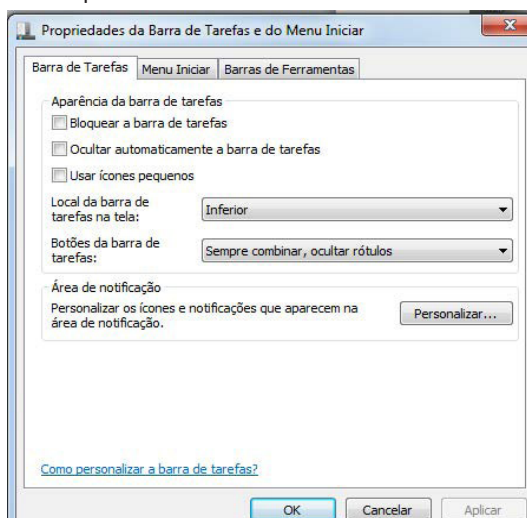 Propriedades da Barra de Tarefas e do Menu Iniciar
Barra de Tarefas
Menu Iniciar
Barras de Ferramentas
Aparência da barra de tarefas
Bloquear a barra de tarefas
Ocultar automaticamente a barra de tarefas
Usar ícones pequenos
Local da barra de
tarefas na tela:
Inferior
Botões da barra de
tarefas:
Sempre combinar, ocultar rótulos
Área de notificação
Personalizar os ícones e notificações que aparecem na
área de notificação.
Personalizar...
Como personalizar a barra de tarefas?
OK
Cancelar
Aplicar